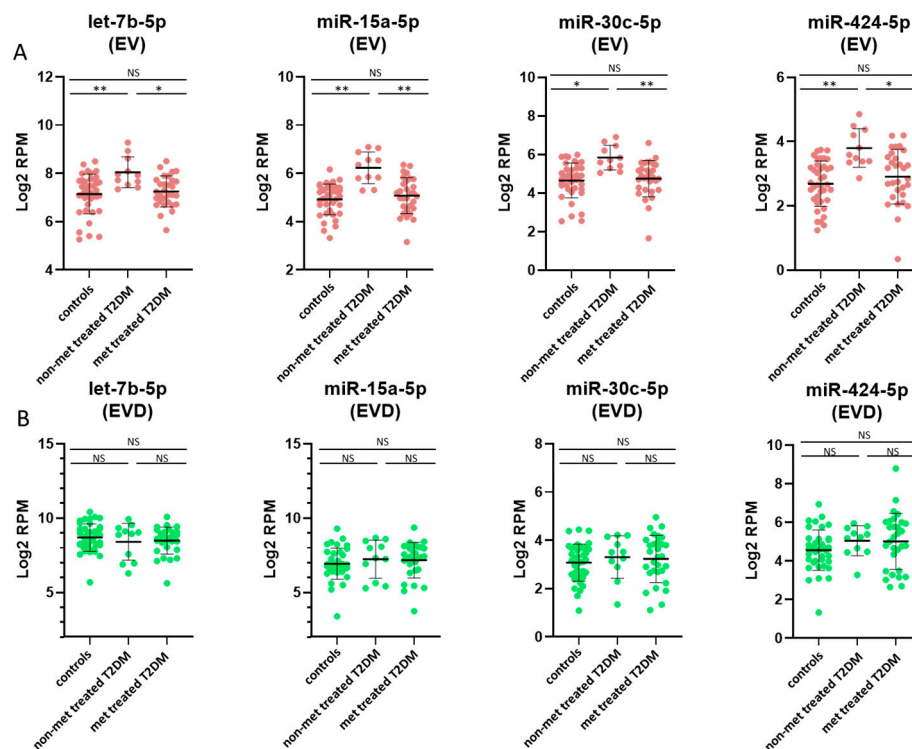 let-7b-5p
(EV)
miR-15a-5p
(EV)
miR-30c-5p
(EV)
miR-424-5p
(EV)
A
NS
** *
NS
** **
NS
* **
NS
** *
Log2 RPM
12
10
8
6
4
Log2 RPM
10
8
6
4
2
Log2 RPM
10
8
6
4
2
0
Log2 RPM
6
4
2
0
controls
non-met treated T2DM
met treated T2DM
controls
non-met treated T2DM
met treated T2DM
controls
non-met treated T2DM
met treated T2DM
controls
non-met treated T2DM
met treated T2DM
let-7b-5p
(EVD)
miR-15a-5p
(EVD)
miR-30c-5p
(EVD)
miR-424-5p
(EVD)
B
NS
NS NS
NS
NS NS
NS
NS NS
NS
NS NS
Log2 RPM
15
10
5
Log2 RPM
15
10
5
Log2 RPM
8
6
4
2
0
Log2 RPM
10
8
6
4
2
0
controls
non-met treated T2DM
met treated T2DM
controls
non-met treated T2DM
met treated T2DM
controls
non-met treated T2DM
met treated T2DM
controls
non-met treated T2DM
met treated T2DM